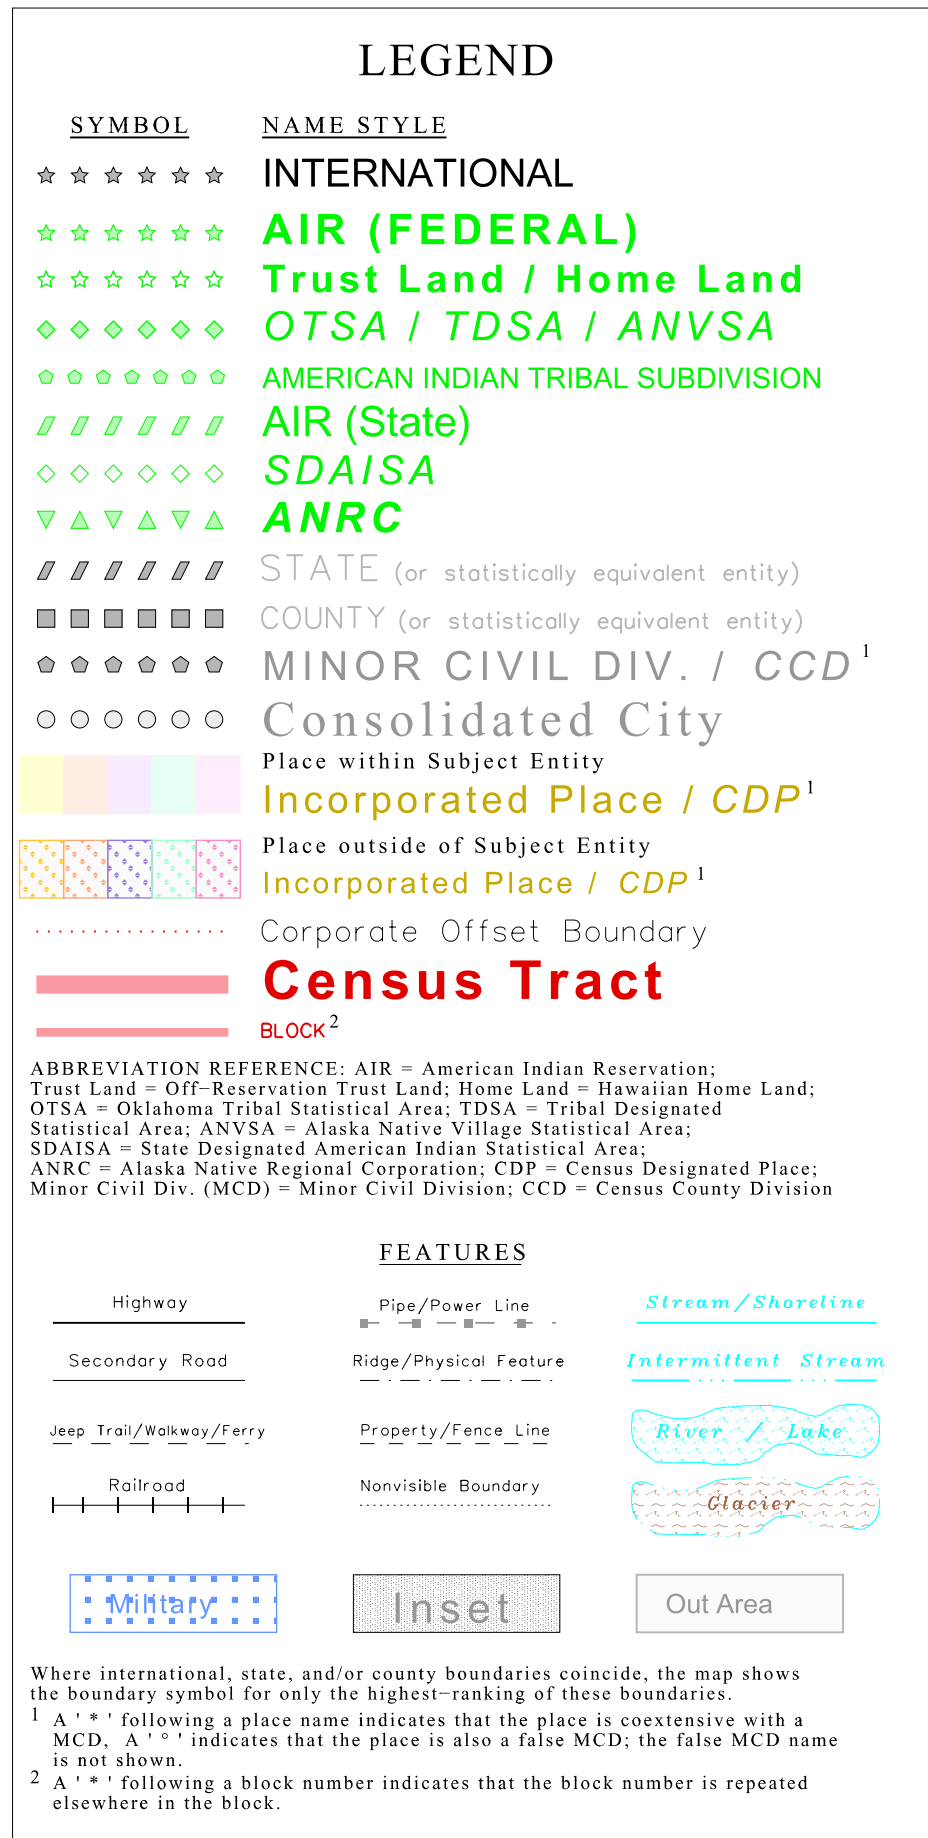 LEGEND
SYMBOL NAME STYLE
INTERNATIONAL
AIR (FEDERAL)
Trust Land / Home Land
OTSA / TDSA / ANVSA
AMERICAN INDIAN TRIBAL SUBDIVISION
AIR (State)
SDAISA
ANRC
STATE (or statistically equivalent entity)
COUNTY (or statistically equivalent entity)
MINOR CIVIL DIV. / CCD 1
Consolidated City
Place within Subject Entity
Incorporated Place / CDP 1
Place outside of Subject Entity
Incorporated Place / CDP 1
Corporate Offset Boundary
Census Tract
BLOCK 2
ABBREVIATION REFERENCE: AIR = American Indian Reservation;
Trust Land = Off−Reservation Trust Land; Home Land = Hawaiian Home Land;
OTSA = Oklahoma Tribal Statistical Area; TDSA = Tribal Designated
Statistical Area; ANVSA = Alaska Native Village Statistical Area;
SDAISA = State Designated American Indian Statistical Area;
ANRC = Alaska Native Regional Corporation; CDP = Census Designated Place;
Minor Civil Div. (MCD) = Minor Civil Division; CCD = Census County Division
FEATURES
Highway
Pipe/Power Line
Stream/Shoreline
Secondary Road
Ridge/Physical Feature
Intermittent Stream
Jeep Trail/Walkway/Ferry
Property/Fence Line
River / Lake
Railroad
Nonvisible Boundary
Glacier
Military
Inset
Out Area
Where international, state, and/or county boundaries coincide, the map shows
the boundary symbol for only the highest−ranking of these boundaries.
1 A ' * ' following a place name indicates that the place is coextensive with a
MCD, A ' ° ' indicates that the place is also a false MCD; the false MCD name
is not shown.
2 A ' * ' following a block number indicates that the block number is repeated
elsewhere in the block.